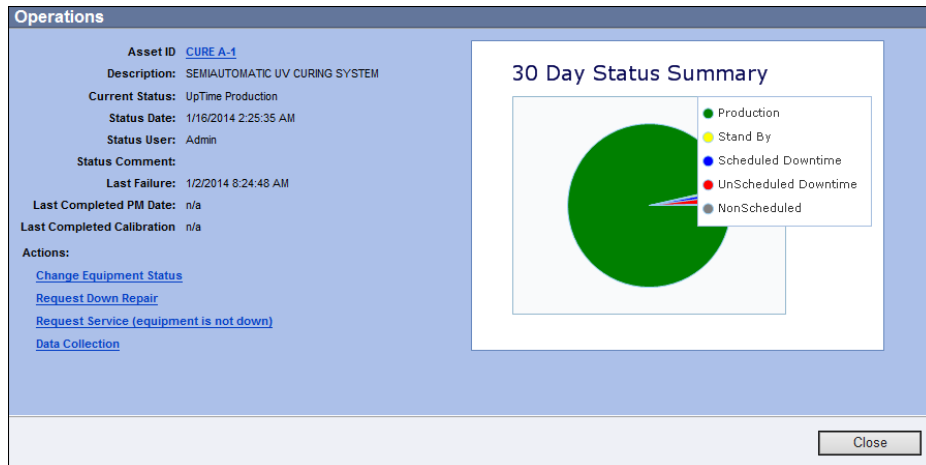 Operations
Asset ID CURE A-1
Description: SEMIAUTOMATIC UV CURING SYSTEM
Current Status: UpTime Production
Status Date: 1/16/2014 2:25:35 AM
Status User: Admin
Status Comment:
Last Failure: 1/2/2014 8:24:48 AM
Last Completed PM Date: n/a
Last Completed Calibration n/a
Actions:
Change Equipment Status
Request Down Repair
Request Service (equipment is not down)
Data Collection
30 Day Status Summary
Production
Stand By
Scheduled Downtime
UnScheduled Downtime
NonScheduled
Close